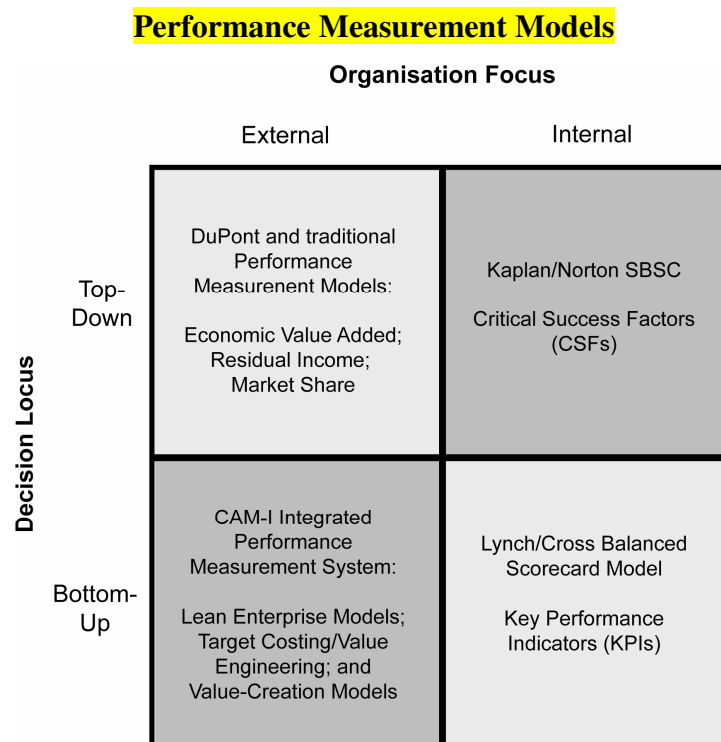 Performance Measurement Models
Organisation Focus
External
Internal
Decision Locus
Top-
Down
DuPont and traditional
Performance
Measurenent Models:
Economic Value Added;
Residual Income;
Market Share
Kaplan/Norton SBSC
Critical Success Factors
(CSFs)
Bottom-
Up
CAM-I Integrated
Performance
Measurement System:
Lean Enterprise Models;
Target Costing/Value
Engineering; and
Value-Creation Models
Lynch/Cross Balanced
Scorecard Model
Key Performance
Indicators (KPIs)